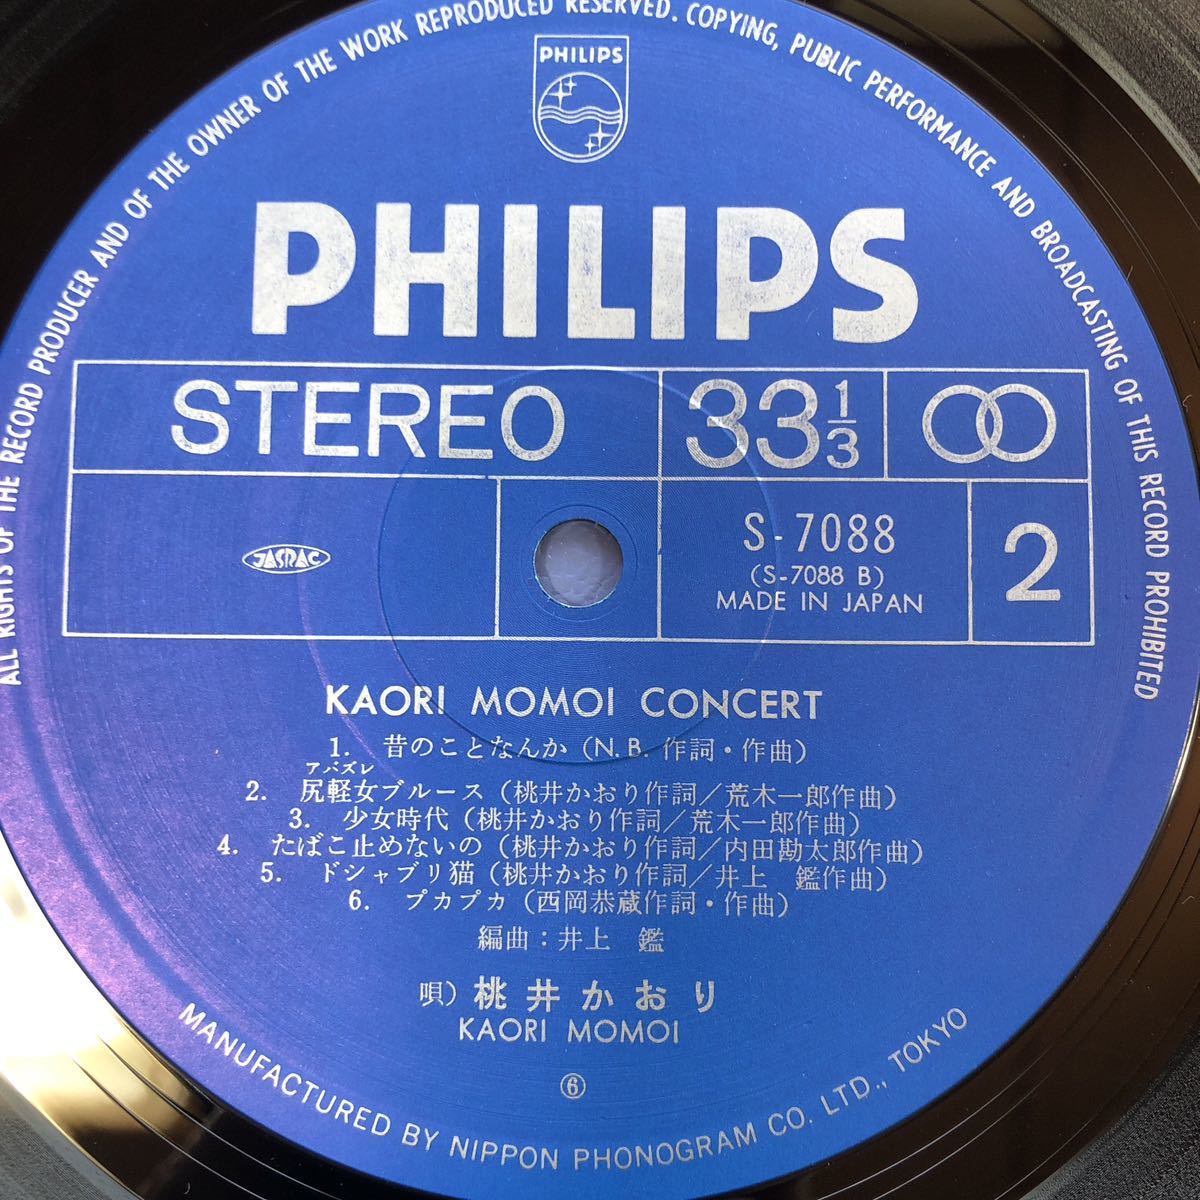 ALL RIGHTS OF THE RECORD PRODUCER AND OF THE OWNER OF THE WORK REPRODUCED RESERVED. COPYING, PUBLIC PERFORMANCE AND BROADCASTING OF THIS RECORD PROHIBITED
PHILIPS
PHILIPS
STEREO
33 1/3
JASRAC
S-7088
(S-7088 B)
MADE IN JAPAN
2
KAORI MOMOI CONCERT
1. 昔のことなんか (N.B. 作詞・作曲)
アバズレ
2. 尻軽女ブルース (桃井かおり作詞/荒木一郎作曲)
3. 少女時代 (桃井かおり作詞/荒木一郎作曲)
4. たばこ止めないの (桃井かおり作詞/内田勘太郎作曲)
5. ドシャブリ猫 (桃井かおり作詞/井上 鑑作曲)
6. プカプカ (西岡恭蔵作詞・作曲)
編曲:井上 鑑
唄) 桃井かおり
KAORI MOMOI
⑥
MANUFACTURED BY NIPPON PHONOGRAM CO. LTD., TOKYO